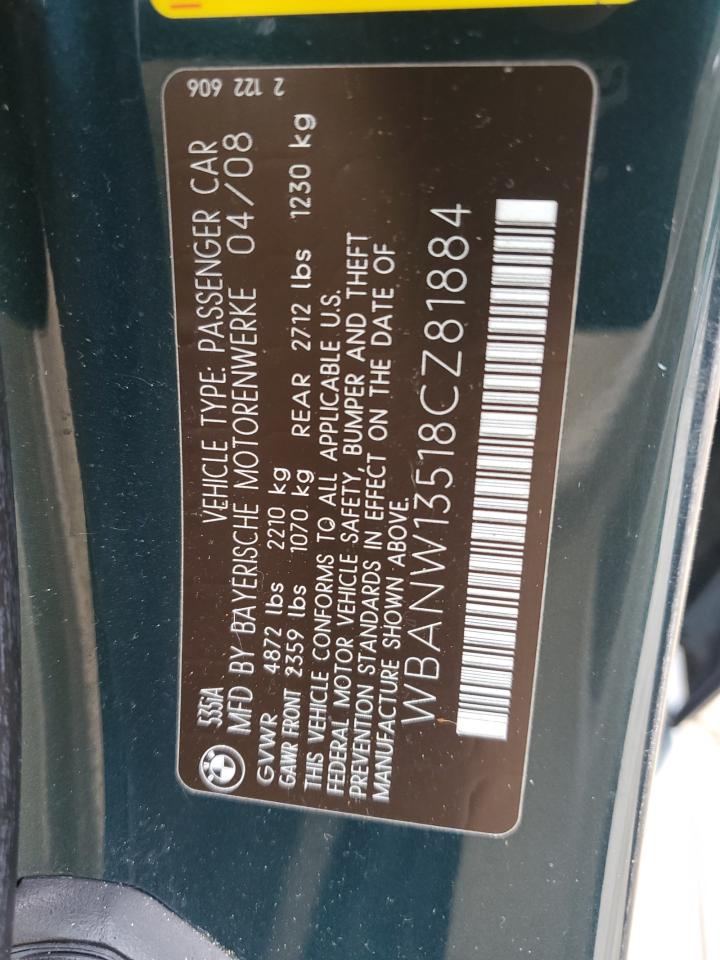 535IA VEHICLE TYPE: PASSENGER CAR 2 122 606
MFD BY BAYERISCHE MOTORENWERKE 04/08
GVWR 4872 lbs 2210 kg
GAWR FRONT 2359 lbs 1070 kg REAR 2712 lbs 1230 kg
THIS VEHICLE CONFORMS TO ALL APPLICABLE U.S.
FEDERAL MOTOR VEHICLE SAFETY, BUMPER AND THEFT
PREVENTION STANDARDS IN EFFECT ON THE DATE OF
MANUFACTURE SHOWN ABOVE.
WBANW13518CZ81884